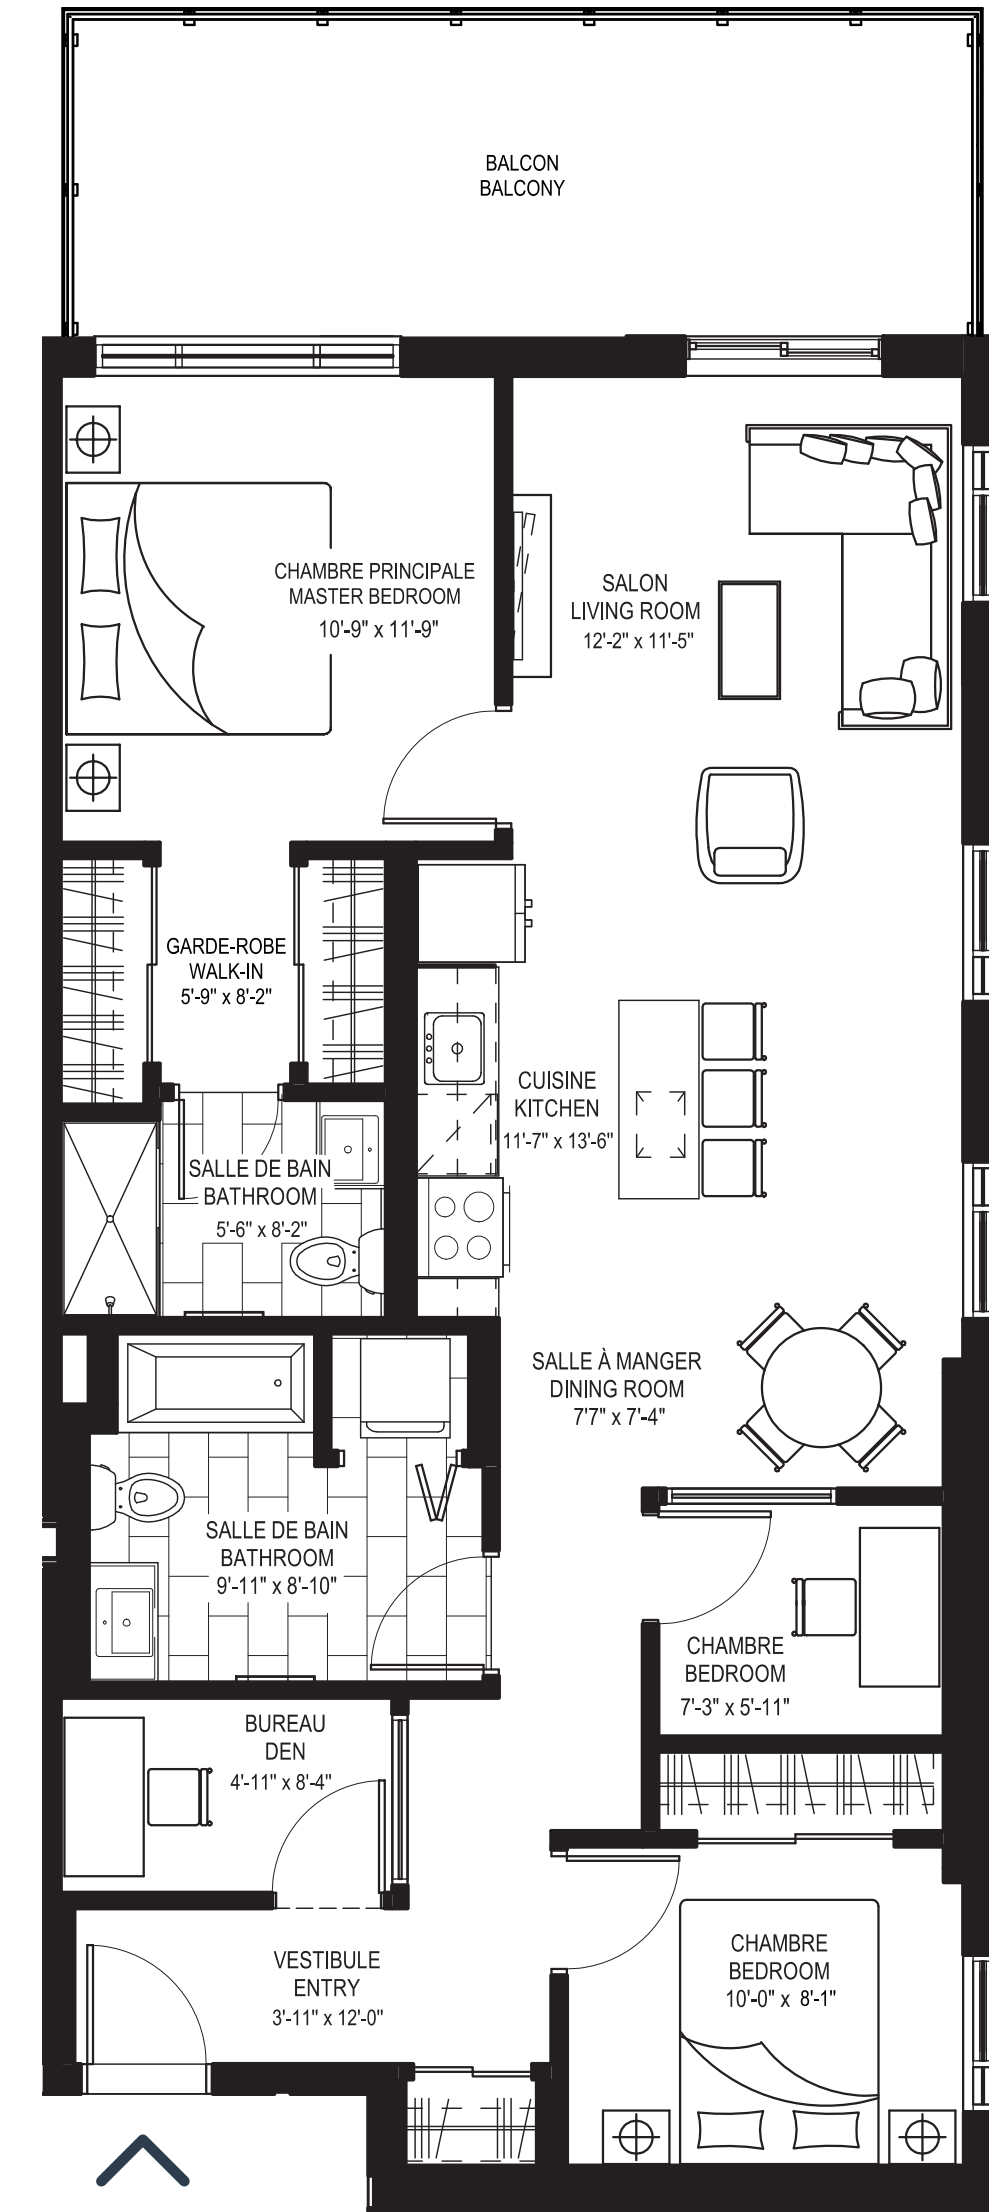 BALCON
BALCONY
CHAMBRE PRINCIPALE
MASTER BEDROOM
10'-9" x 11'-9"
SALON
LIVING ROOM
12'-2" x 11'-5"
GARDE-ROBE
WALK-IN
5'-9" x 8'-2"
CUISINE
KITCHEN
11'-7" x 13'-6"
SALLE DE BAIN
BATHROOM
5'-6" x 8'-2"
SALLE À MANGER
DINING ROOM
7'7" x 7'-4"
SALLE DE BAIN
BATHROOM
9'-11" x 8'-10"
CHAMBRE
BEDROOM
7'-3" x 5'-11"
BUREAU
DEN
4'-11" x 8'-4"
CHAMBRE
BEDROOM
10'-0" x 8'-1"
VESTIBULE
ENTRY
3'-11" x 12'-0"